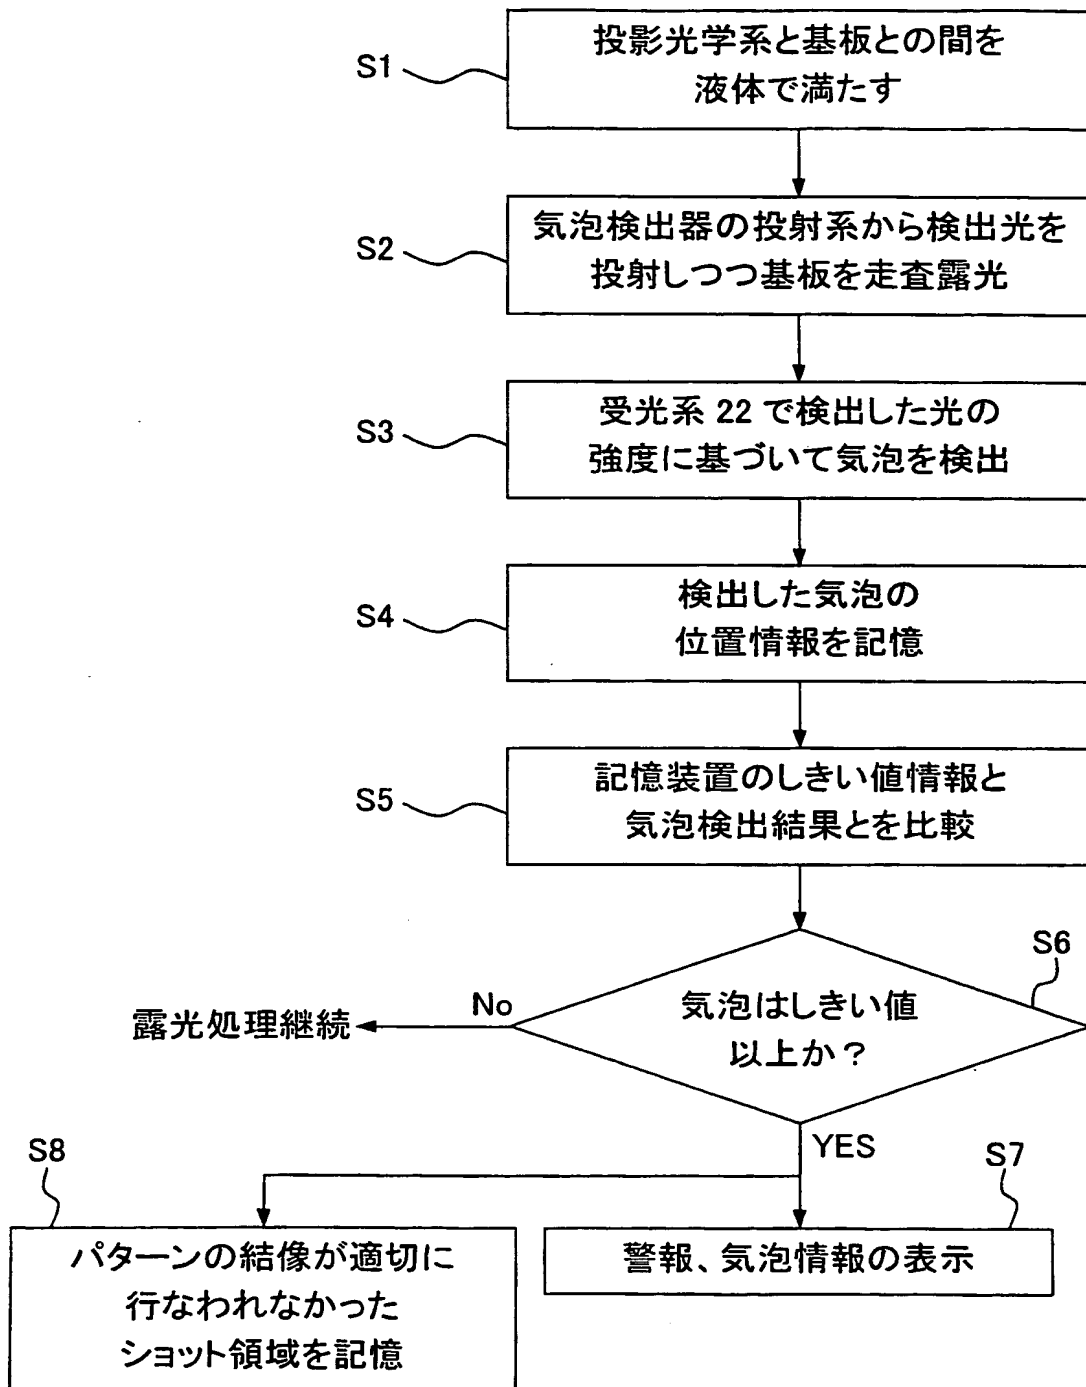 S1
投影光学系と基板との間を
液体で満たす
S2
気泡検出器の投射系から検出光を
投射しつつ基板を走査露光
S3
受光系 22 で検出した光の
強度に基づいて気泡を検出
S4
検出した気泡の
位置情報を記憶
S5
記憶装置のしきい値情報と
気泡検出結果とを比較
S6
気泡はしきい値
以上か？
No
露光処理継続
YES
S8
パターンの結像が適切に
行なわれなかった
ショット領域を記憶
S7
警報、気泡情報の表示